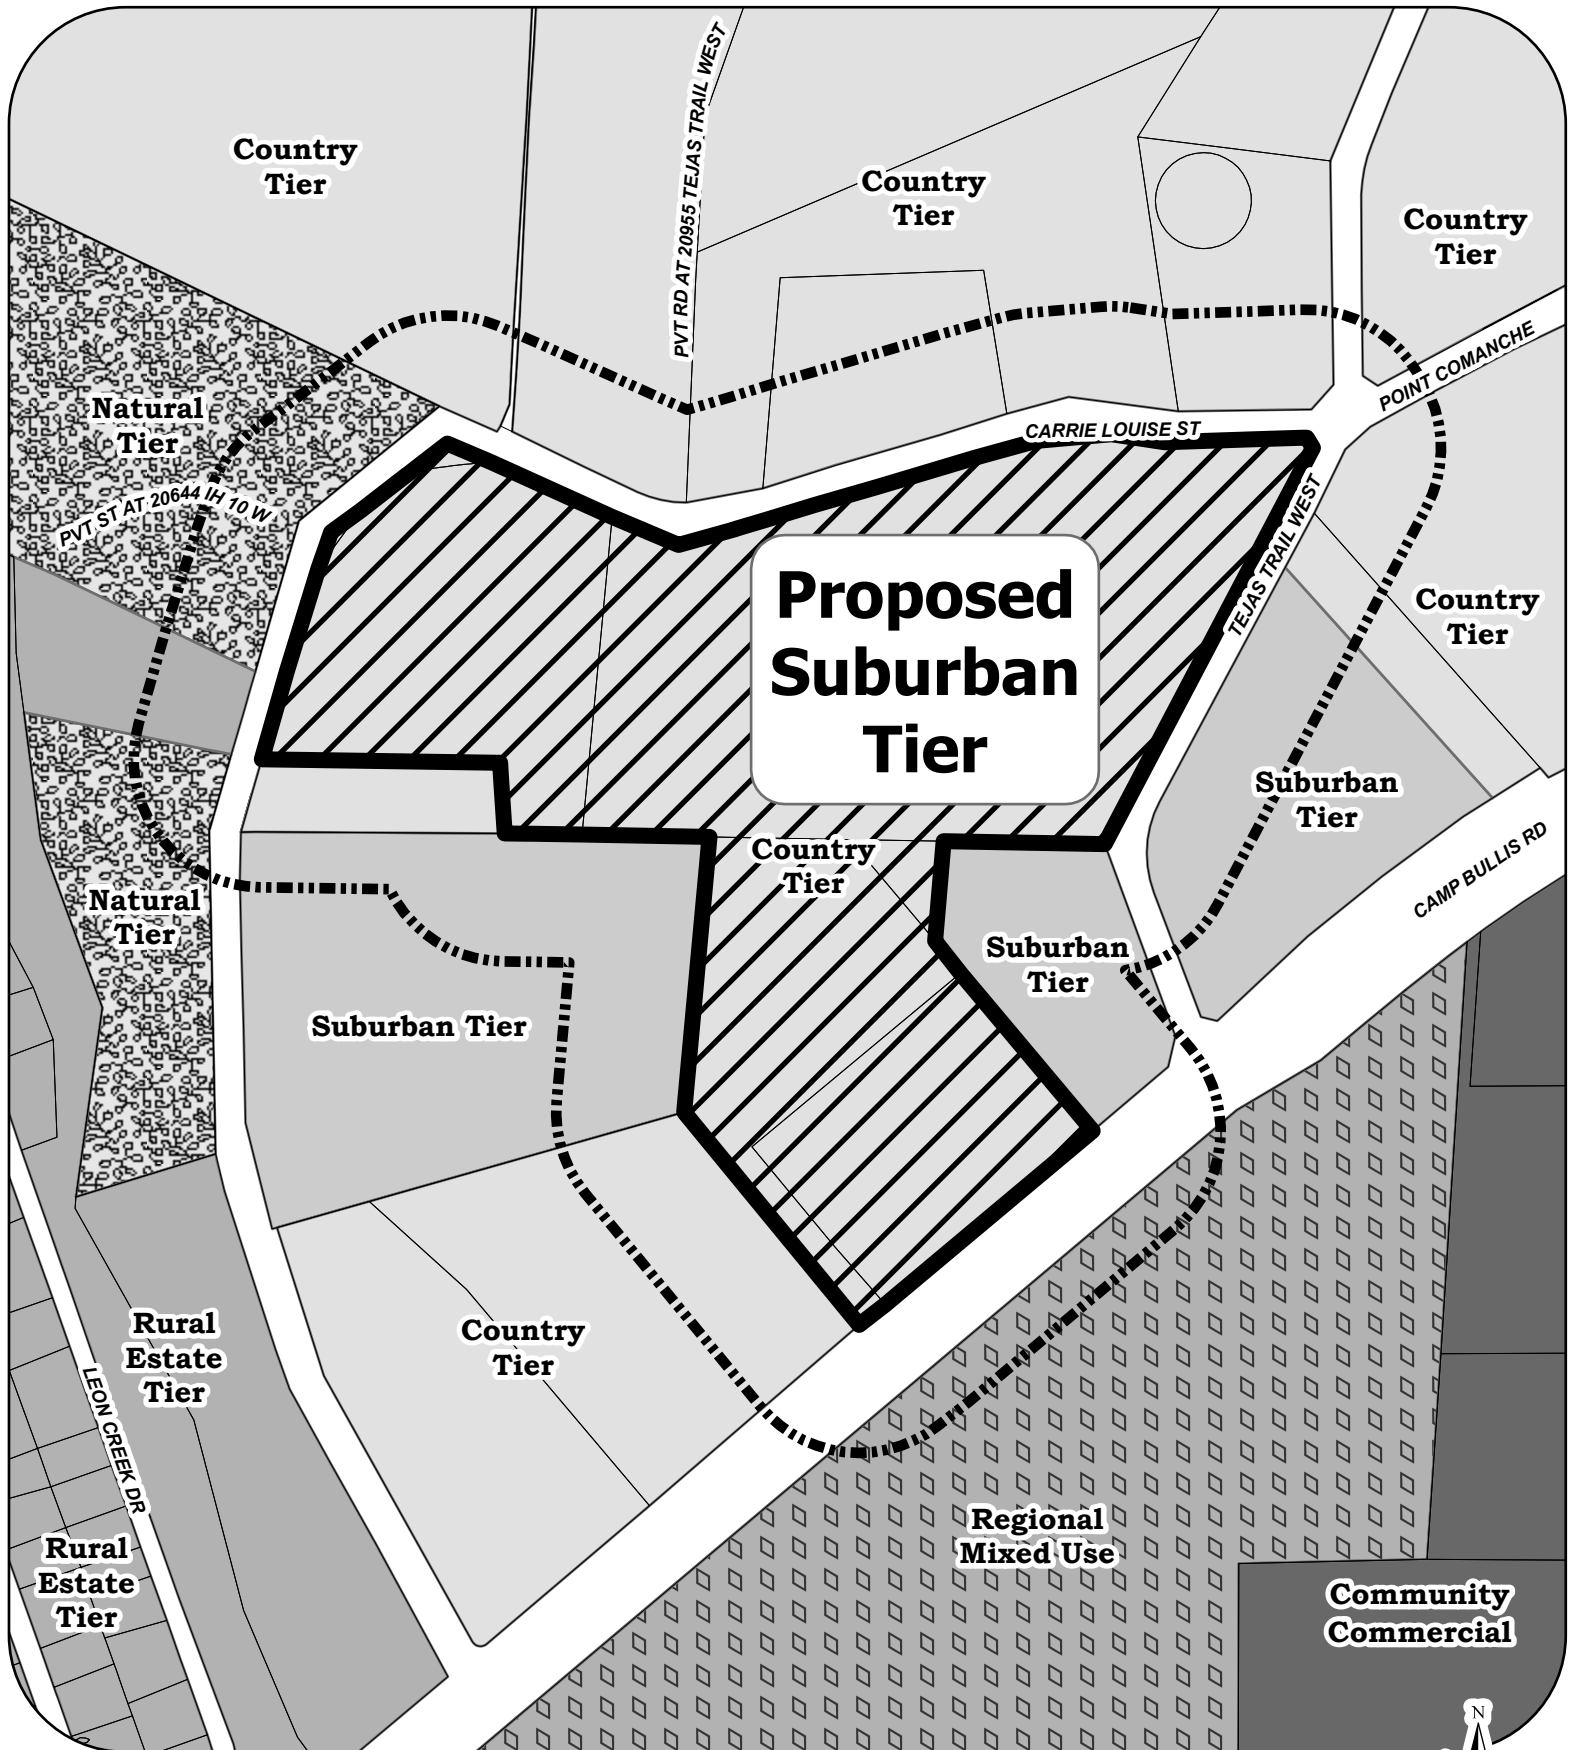 PVT RD AT 20955 TEJAS TRAIL WEST
Country
Tier
Country
Tier
Country
Tier
POINT COMANCHE
Natural
Tier
CARRIE LOUISE ST
PVT ST AT 20644 IH 10 W
TEJAS TRAIL WEST
Proposed
Suburban
Tier
Country
Tier
Suburban
Tier
CAMP BULLIS RD
Country
Tier
Natural
Tier
Suburban
Tier
Suburban Tier
Rural
Estate
Tier
Country
Tier
LEON CREEK DR
Regional
Mixed Use
Rural
Estate
Tier
Community
Commercial
N